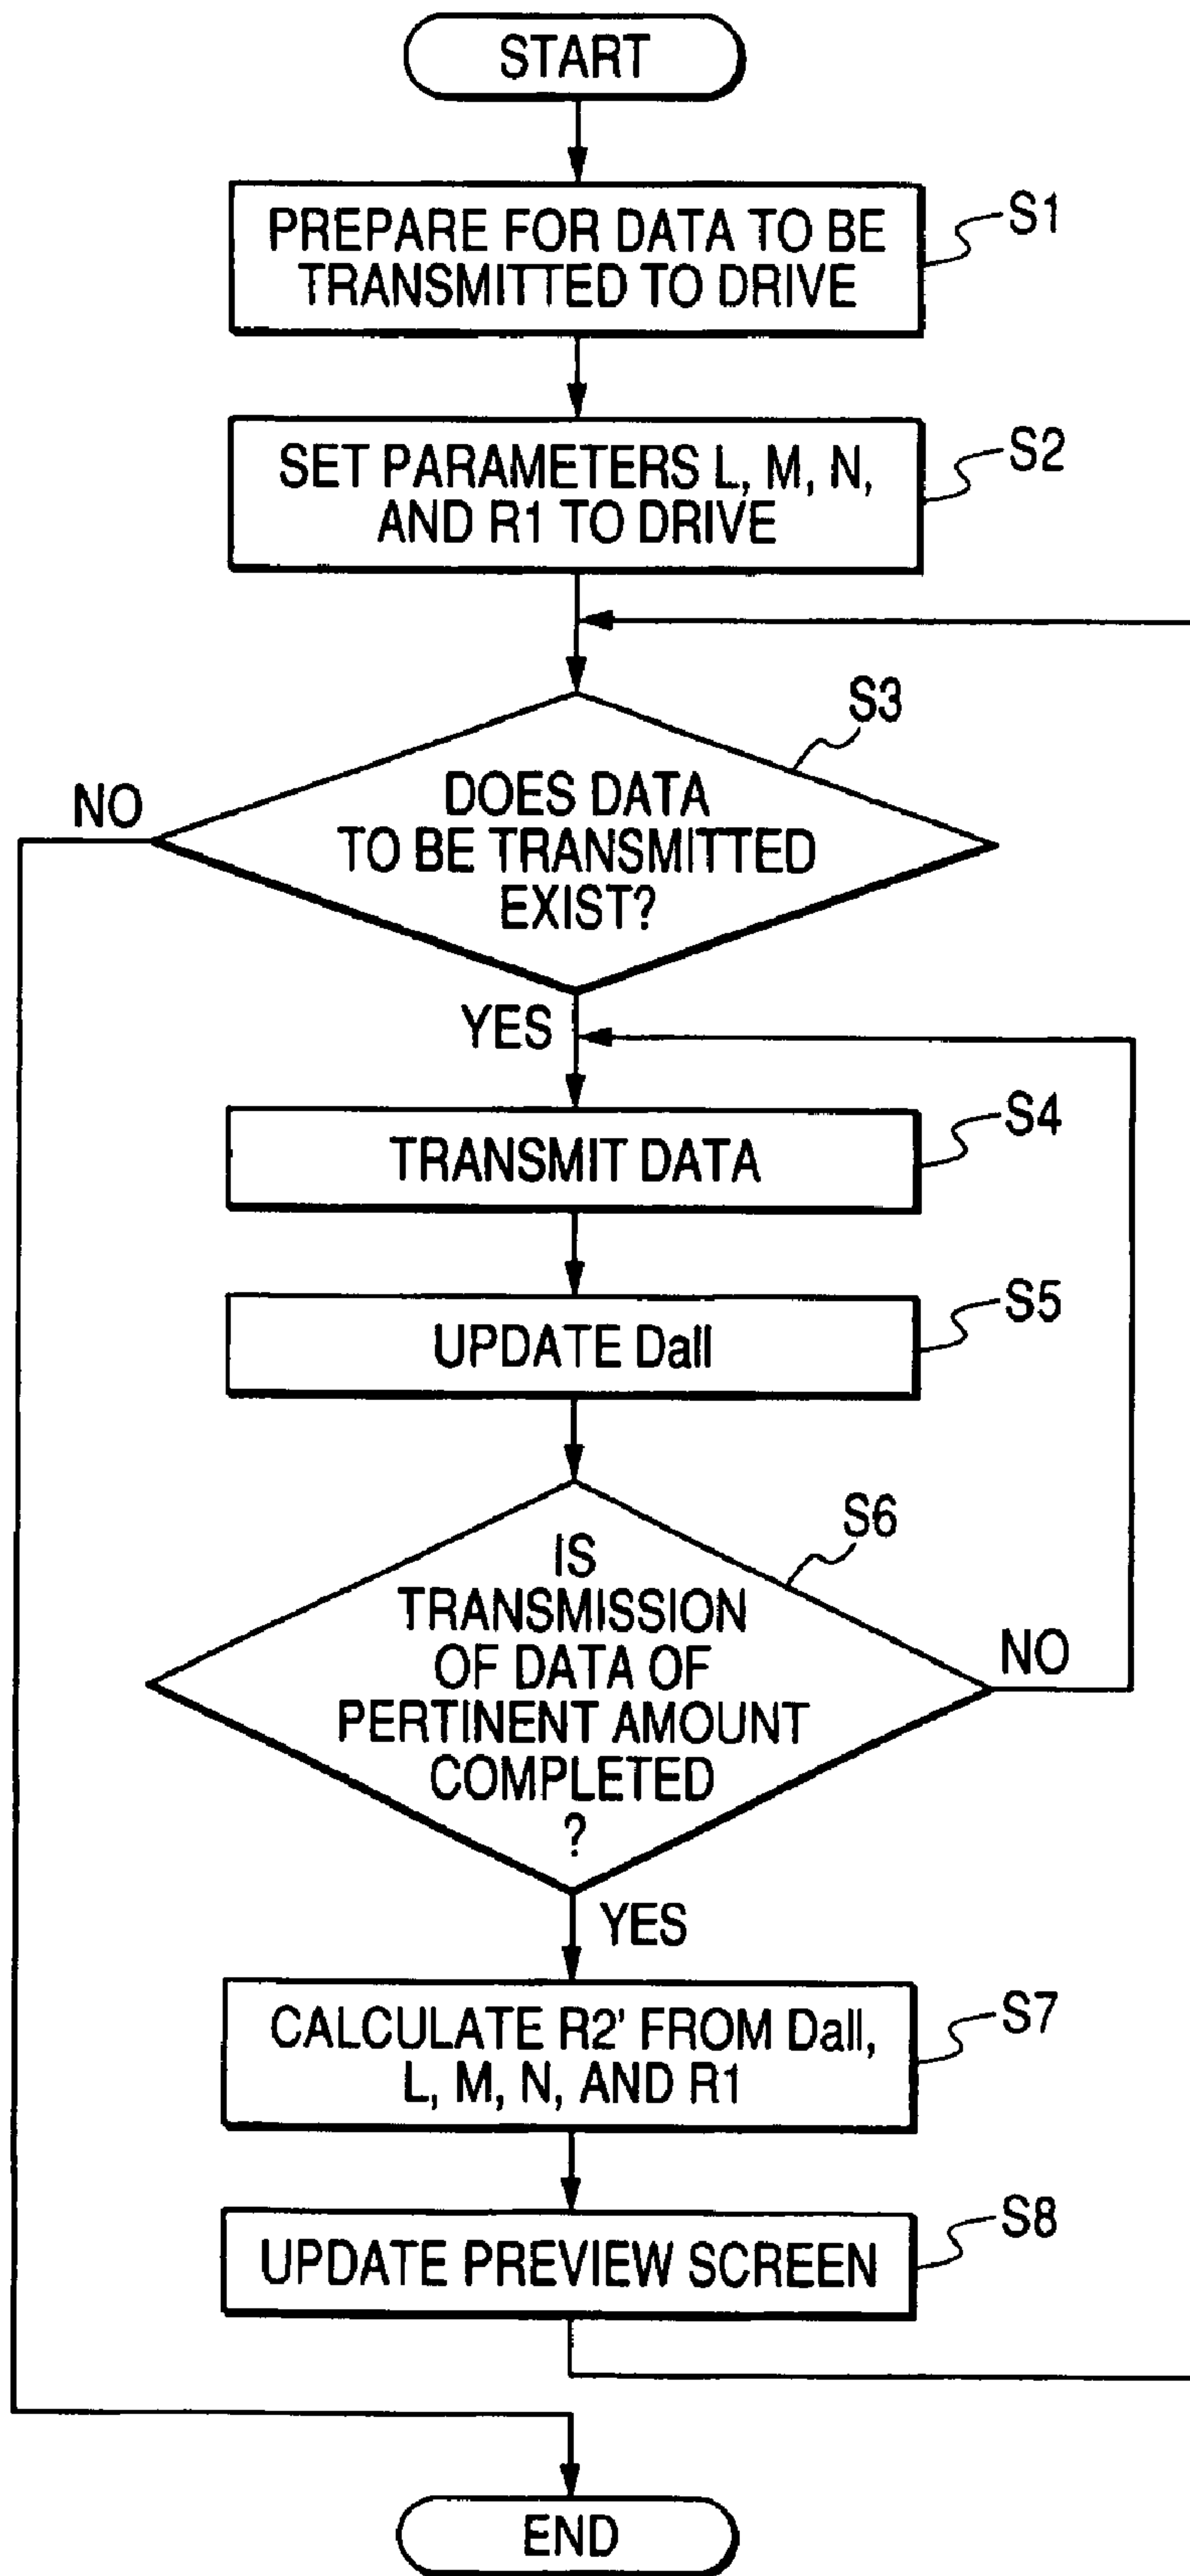 START
PREPARE FOR DATA TO BE
TRANSMITTED TO DRIVE
S1
SET PARAMETERS L, M, N,
AND R1 TO DRIVE
S2
S3
DOES DATA
TO BE TRANSMITTED
EXIST?
NO
YES
TRANSMIT DATA
S4
UPDATE Dall
S5
S6
IS
TRANSMISSION
OF DATA OF
PERTINENT AMOUNT
COMPLETED
?
NO
YES
CALCULATE R2' FROM Dall,
L, M, N, AND R1
S7
UPDATE PREVIEW SCREEN
S8
END